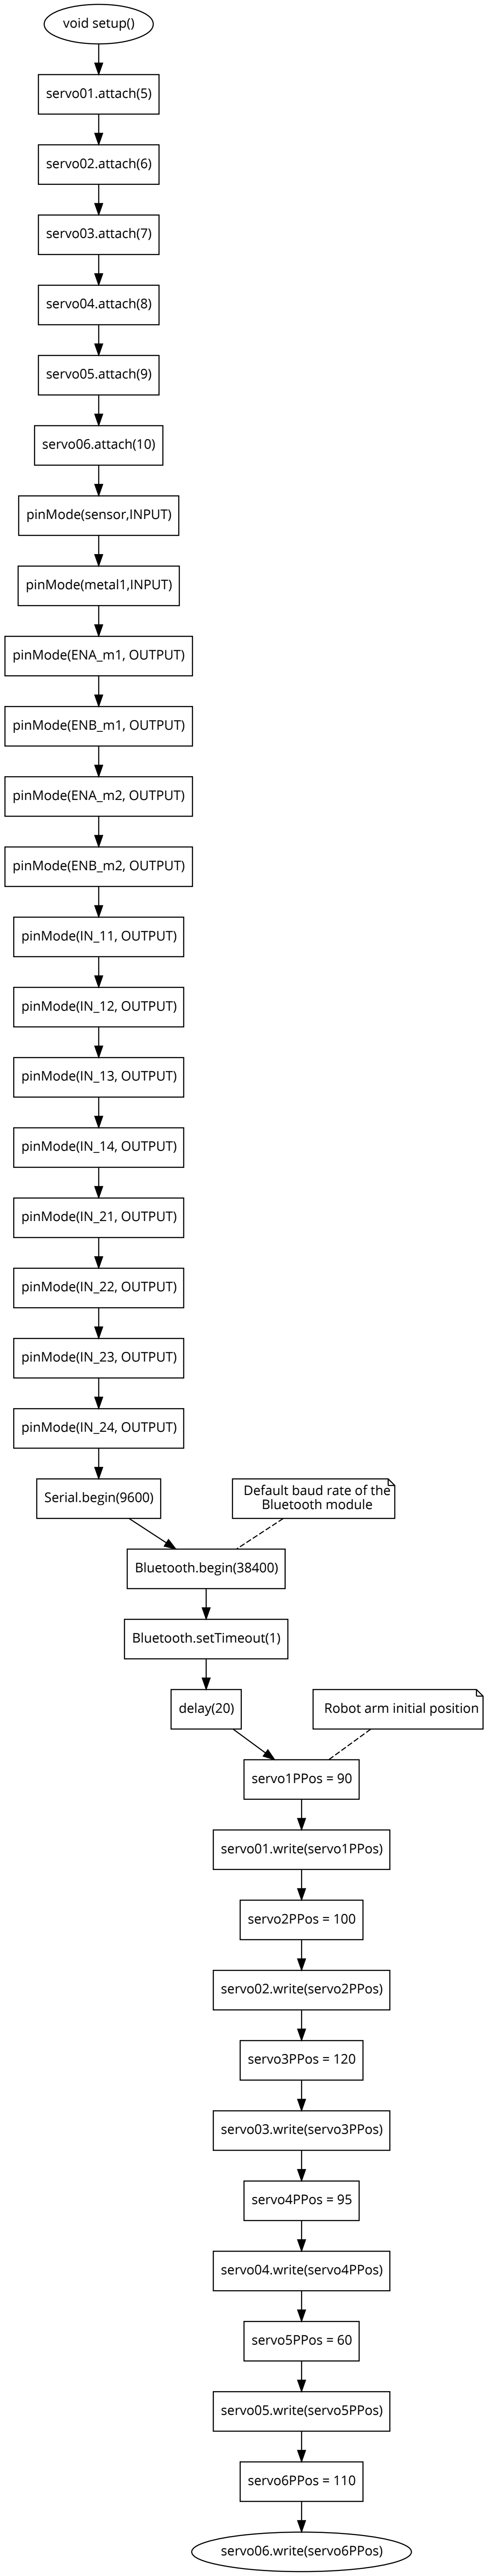 void setup()
servo01.attach(5)
servo02.attach(6)
servo03.attach(7)
servo04.attach(8)
servo05.attach(9)
servo06.attach(10)
pinMode(sensor,INPUT)
pinMode(metal1,INPUT)
pinMode(ENA_m1, OUTPUT)
pinMode(ENB_m1, OUTPUT)
pinMode(ENA_m2, OUTPUT)
pinMode(ENB_m2, OUTPUT)
pinMode(IN_11, OUTPUT)
pinMode(IN_12, OUTPUT)
pinMode(IN_13, OUTPUT)
pinMode(IN_14, OUTPUT)
pinMode(IN_21, OUTPUT)
pinMode(IN_22, OUTPUT)
pinMode(IN_23, OUTPUT)
pinMode(IN_24, OUTPUT)
Serial.begin(9600)
Default baud rate of the
Bluetooth module
Bluetooth.begin(38400)
Bluetooth.setTimeout(1)
delay(20)
Robot arm initial position
servo1PPos = 90
servo01.write(servo1PPos)
servo2PPos = 100
servo02.write(servo2PPos)
servo3PPos = 120
servo03.write(servo3PPos)
servo4PPos = 95
servo04.write(servo4PPos)
servo5PPos = 60
servo05.write(servo5PPos)
servo6PPos = 110
servo06.write(servo6PPos)